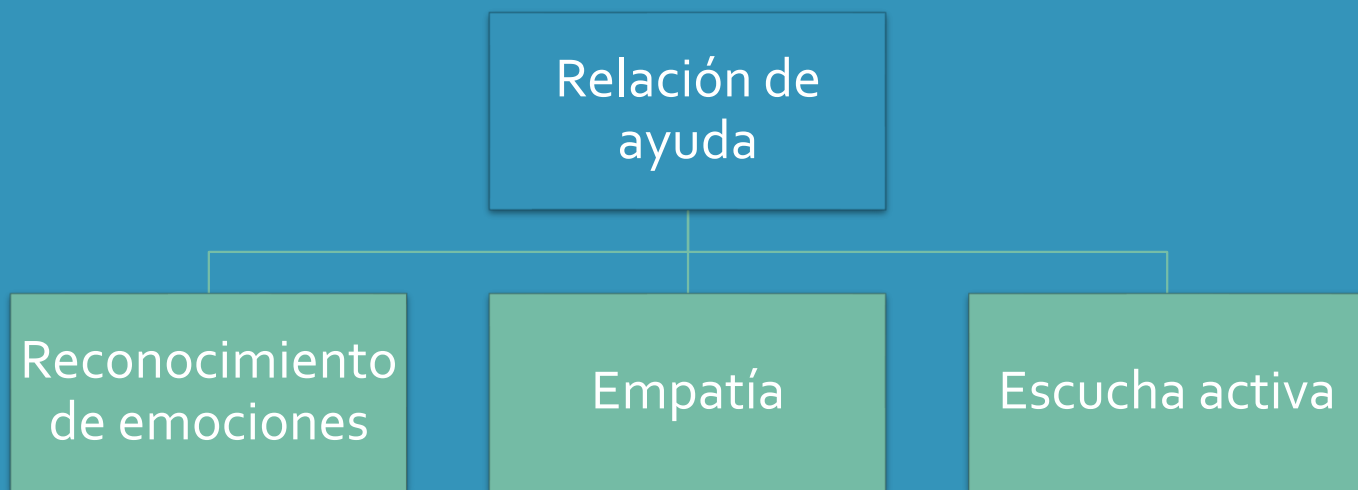 Relación de
ayuda
Reconocimiento
de emociones
Empatía
Escucha activa